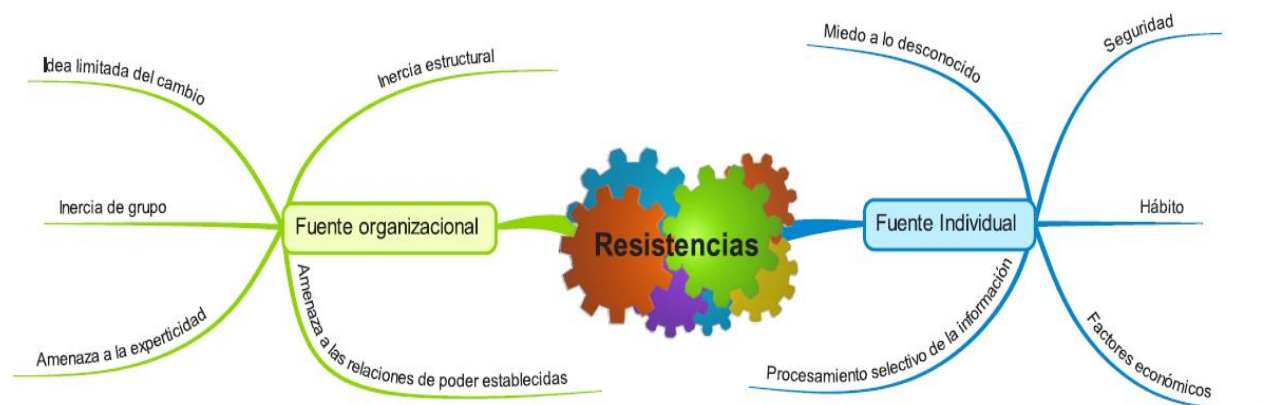 Idea limitada del cambio
Inercia estructural
Inercia de grupo
Fuente organizacional
Amenaza a la experticidad
Amenaza a las relaciones de poder establecidas
Resistencias
Miedo a lo desconocido
Seguridad
Fuente Individual
Hábito
Procesamiento selectivo de la información
Factores económicos